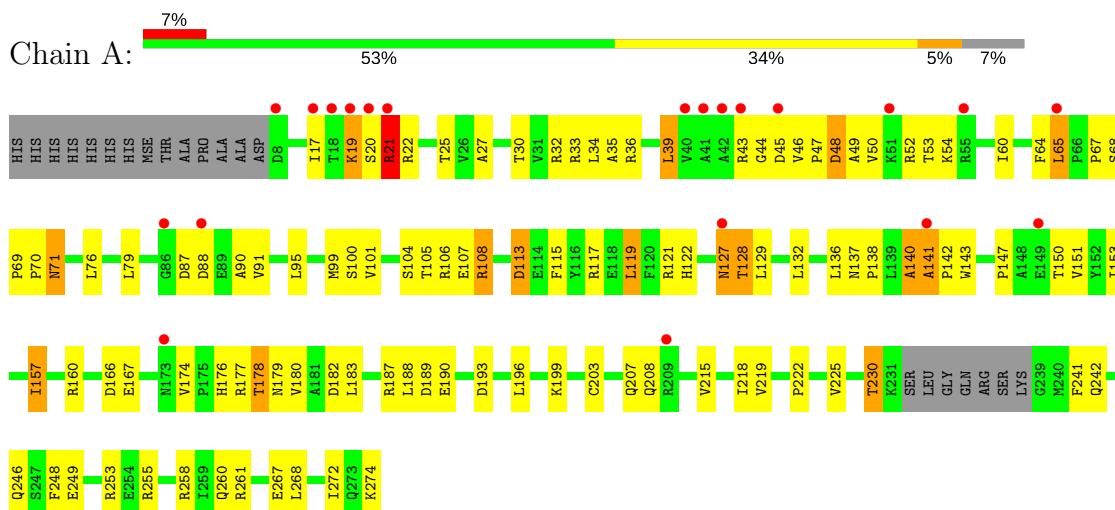 7%
Chain A:
53% 34% 5% 7%
HIS HIS HIS HIS HIS HIS HIS MSE THR ALA PRO ALA ALA ASP D8 I17 T18 K19 S20 R21 R22 T25 V26 A27 T30 V31 R32 R33 L34 A35 R36 L39 V40 A41 A42 R43 G44 D45 V46 P47 D48 A49 V50 K51 R52 T53 K54 R55 I60 F64 L65 P66 P67 S68
P69 P70 N71 L76 L79 G86 D87 D88 E89 A90 V91 L95 M99 S100 V101 S104 T105 R106 E107 R108 D113 E114 F115 Y116 R117 E118 L119 F120 R121 H122 N127 T128 L129 L132 L136 N137 P138 L139 A140 A141 P142 W143 P147 A148 E149 T150 V151 Y152 I153
I157 R160 D166 E167 N173 V174 P175 H176 R177 T178 N179 V180 A181 D182 L183 R187 L188 D189 E190 D193 L196 K199 C203 Q207 Q208 R209 V215 I218 V219 P222 V225 T230 K231 SER LEU GLY GLN ARG SER LYS G239 M240 F241 Q242
Q246 S247 F248 E249 R253 E254 R255 R258 I259 Q260 R261 E267 L268 I272 Q273 K274